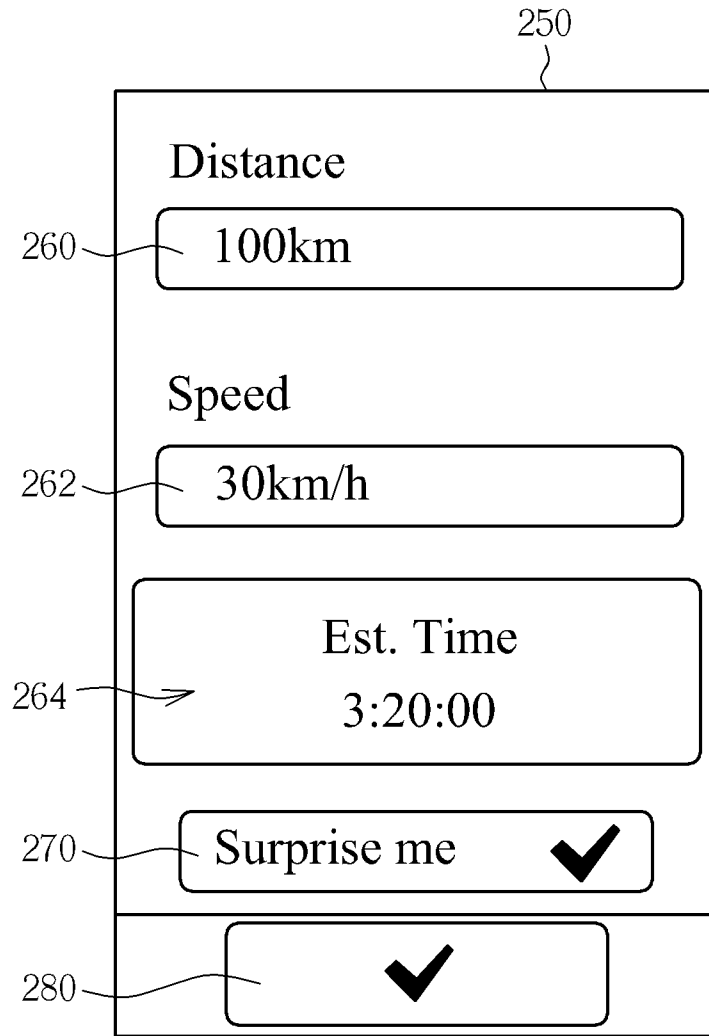 250
Distance
260
100km
Speed
262
30km/h
Est. Time
264
3:20:00
270
Surprise me
280